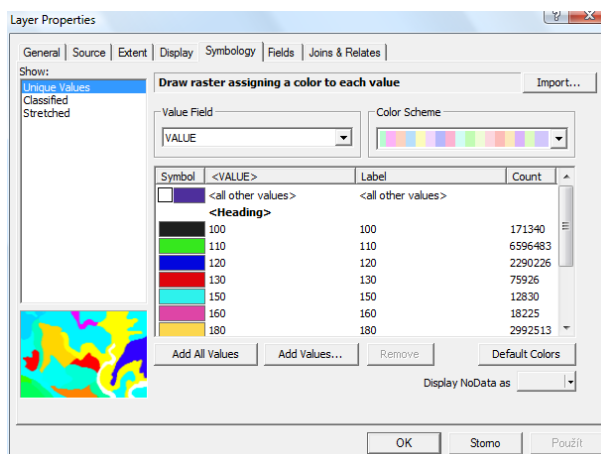 Layer Properties
General Source Extent Display Symbology Fields Joins & Relates
Show:
Unique Values
Classified
Stretched
Draw raster assigning a color to each value
Import...
Value Field
VALUE
Color Scheme
Symbol <VALUE> Label Count
<all other values> <all other values>
<Heading>
100 100 171340
110 110 6596483
120 120 2290226
130 130 75926
150 150 12830
160 160 18225
180 180 2992513
Add All Values Add Values... Remove Default Colors
Display NoData as
OK Storno Použít